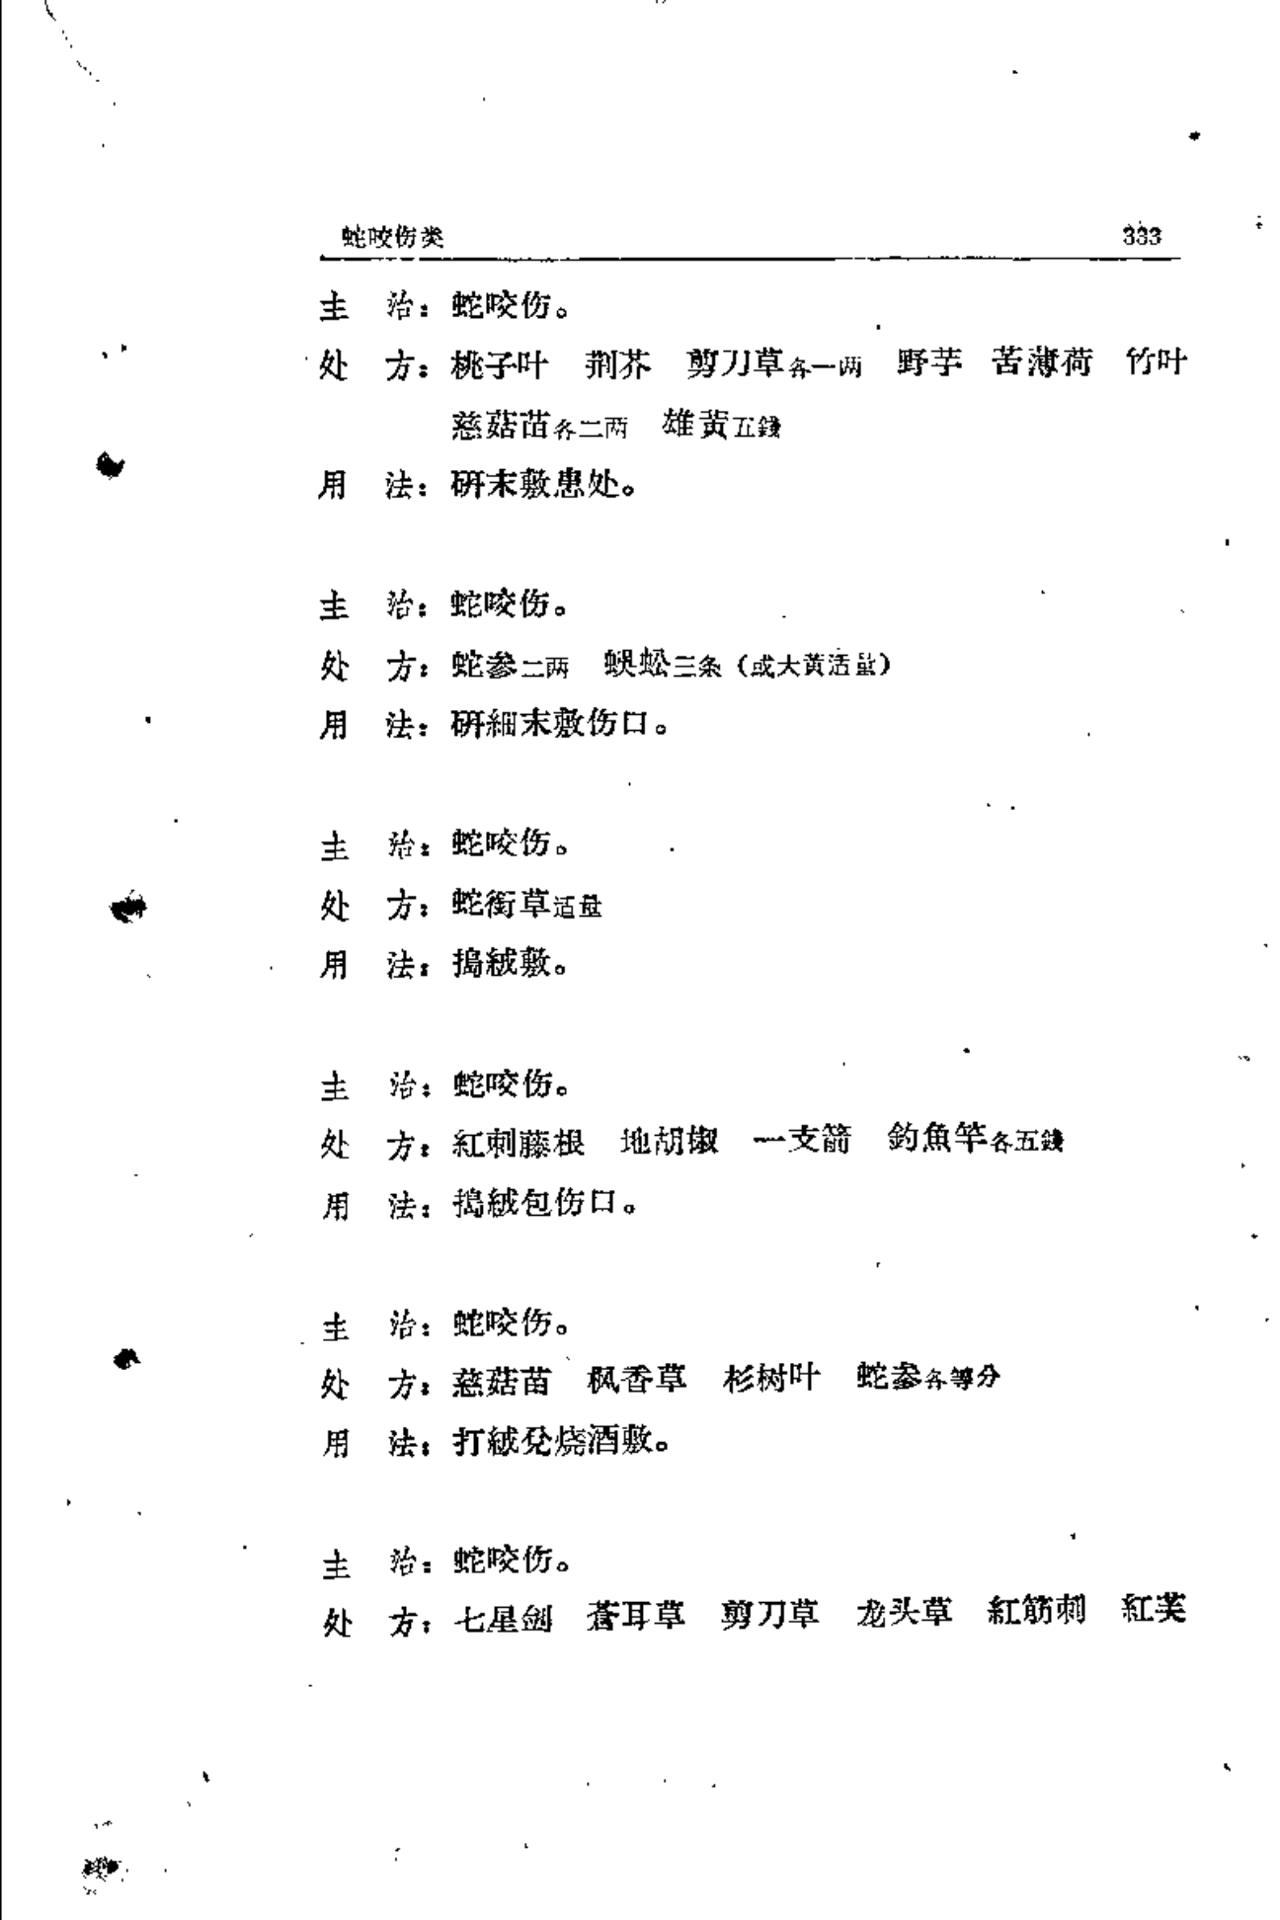 蛇咬伤类 333
主 治：蛇咬伤。
处 方：桃子叶 荆芥 剪刀草各一两 野芋 苦薄荷 竹叶
慈菇苗各二两 雄黄五錢
用 法：研末敷患处。
主 治：蛇咬伤。
处 方：蛇参二两 蜈蚣三条（或大黄适量）
用 法：研細末敷伤口。
主 治：蛇咬伤。
处 方：蛇銜草适量
用 法：搗絨敷。
主 治：蛇咬伤。
处 方：紅刺藤根 地胡椒 一支箭 釣魚竿各五錢
用 法：搗絨包伤口。
主 治：蛇咬伤。
处 方：慈菇苗 枫香草 杉树叶 蛇参各等分
用 法：打絨兌烧酒敷。
主 治：蛇咬伤。
处 方：七星劍 蒼耳草 剪刀草 龙头草 紅筋刺 紅芙